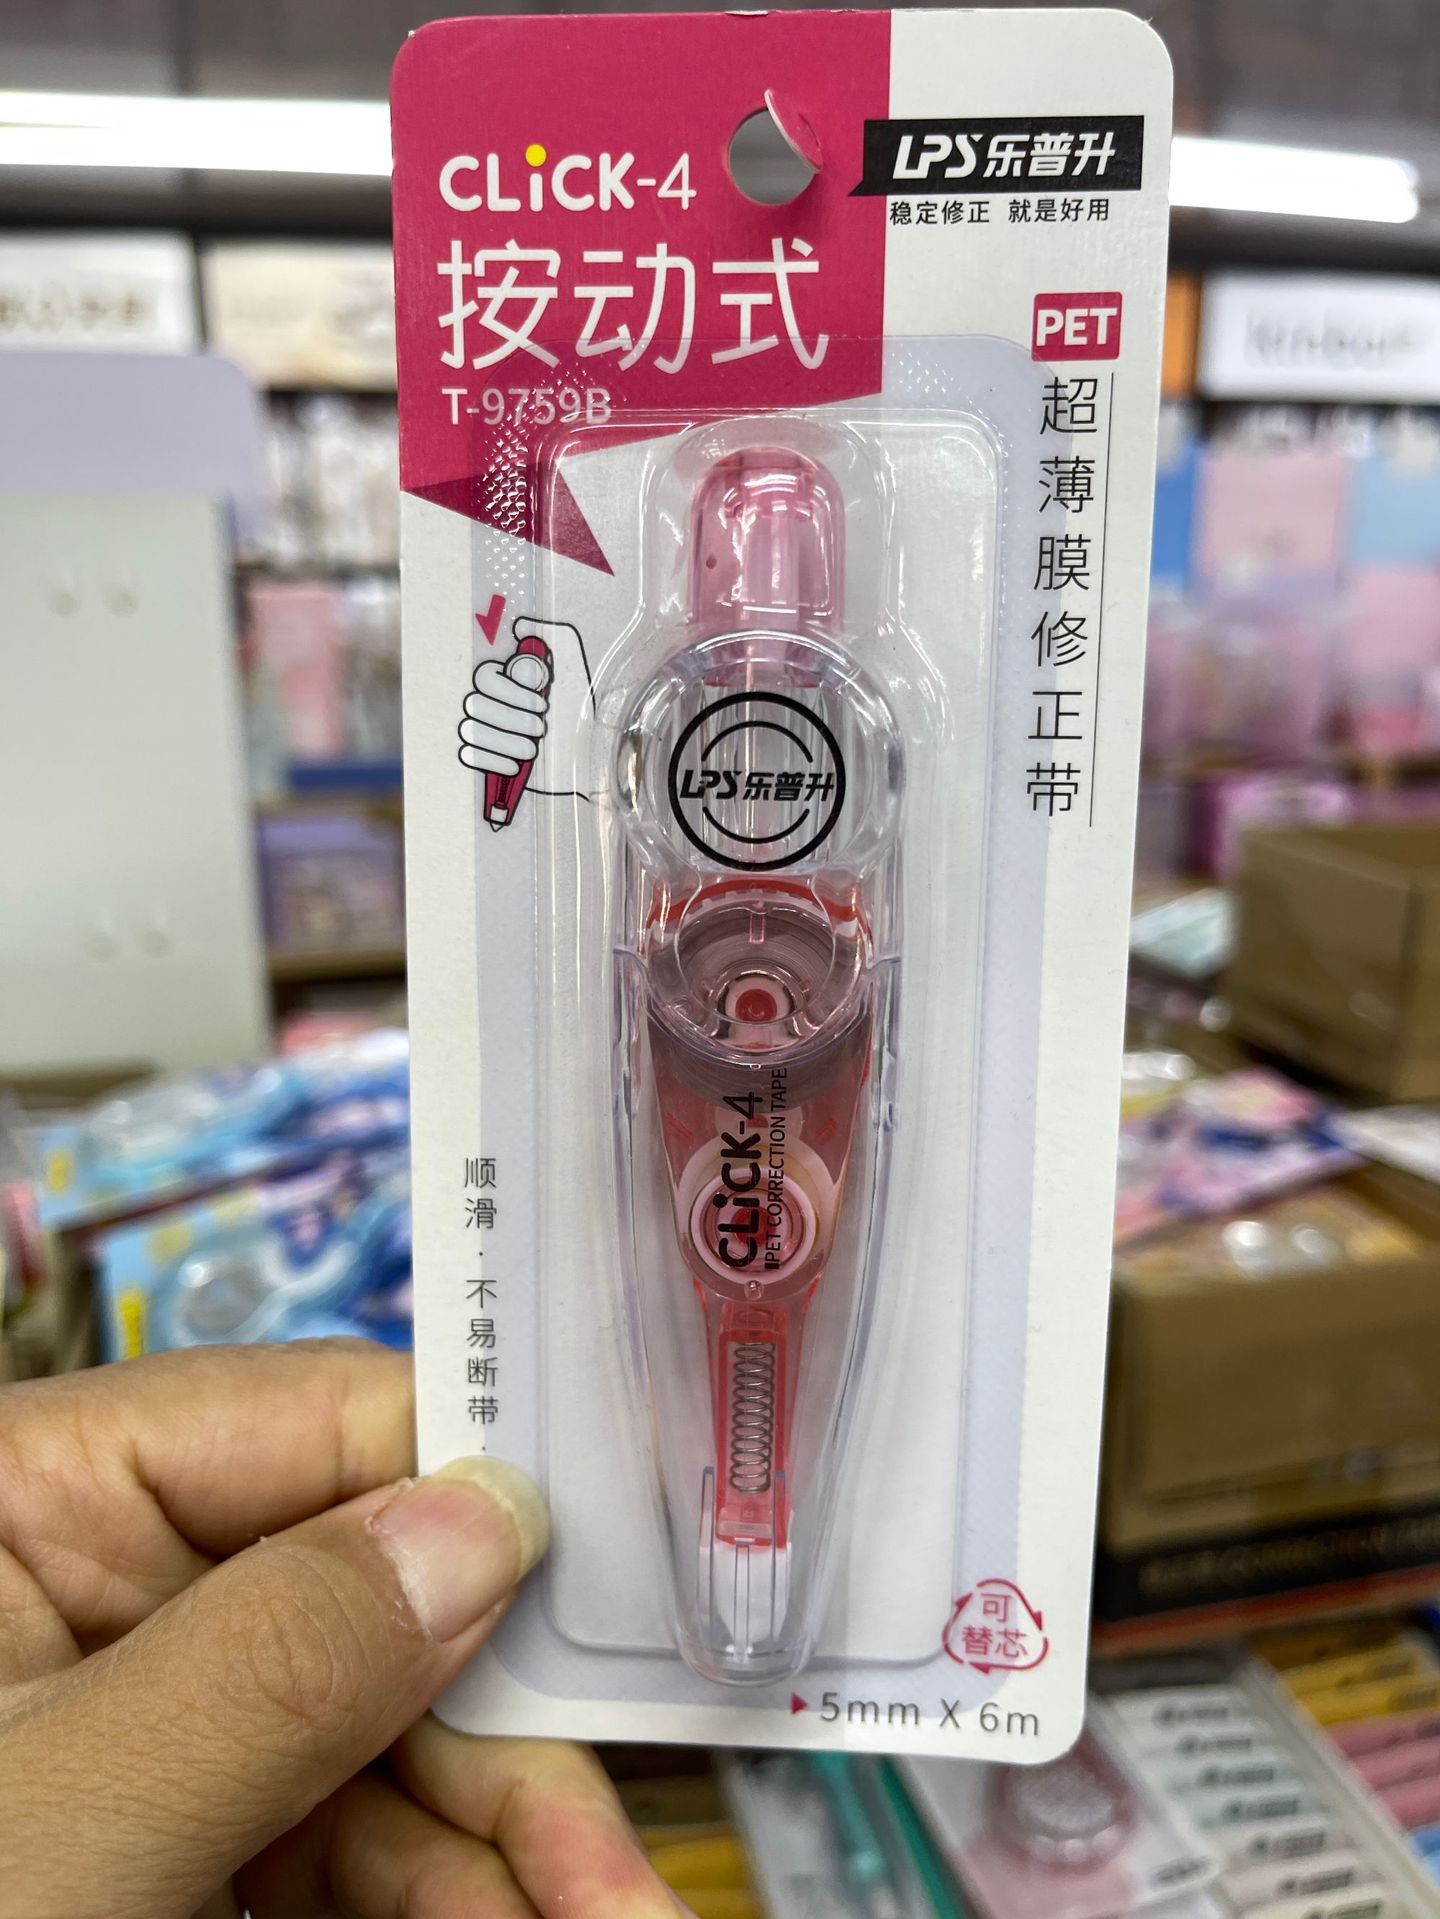 CLiCK-4
按动式
T-9759B
LPS乐普升
稳定修正 就是好用
PET
超薄膜修正带
LPS乐普升
CLiCK-4
PET CORRECTION TAPE
顺滑·不易断带·
可
替芯
5mm X 6m